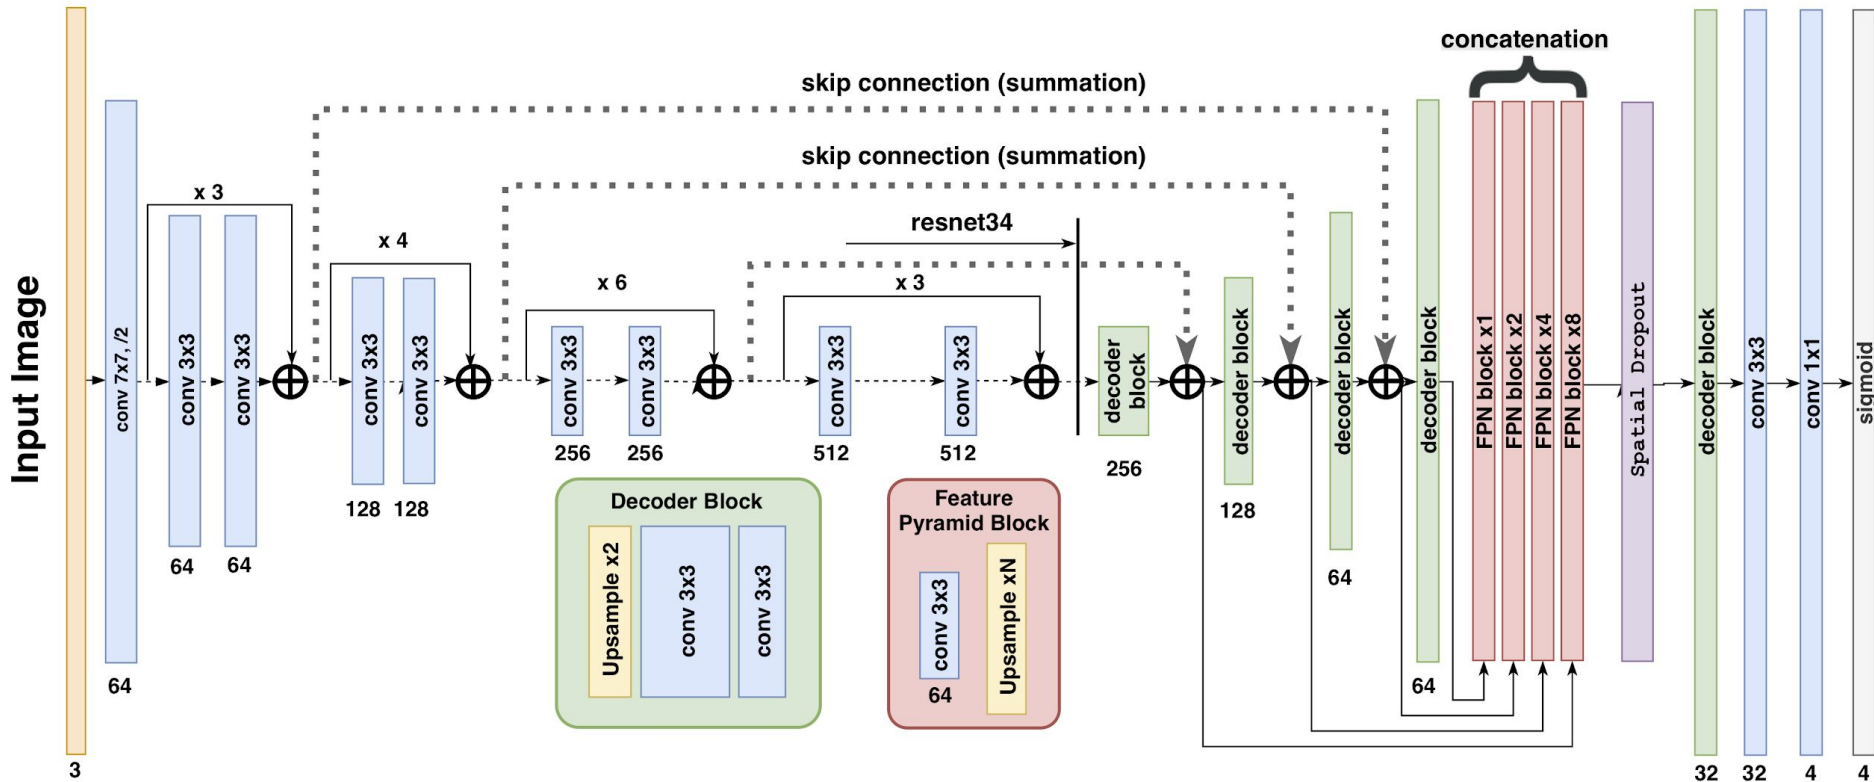 Input Image
3
conv 7x7, /2
64
x 3
conv 3x3
conv 3x3
64
64
x 4
conv 3x3
conv 3x3
128
128
skip connection (summation)
skip connection (summation)
x 6
conv 3x3
conv 3x3
256
256
resnet34
x 3
conv 3x3
conv 3x3
512
512
decoder
block
256
decoder block
128
decoder block
64
decoder block
64
concatenation
FPN block x1
FPN block x2
FPN block x4
FPN block x8
Spatial Dropout
decoder block
32
conv 3x3
32
conv 1x1
4
sigmoid
4
Decoder Block
Upsample x2
conv 3x3
conv 3x3
Feature
Pyramid Block
conv 3x3
64
Upsample xN